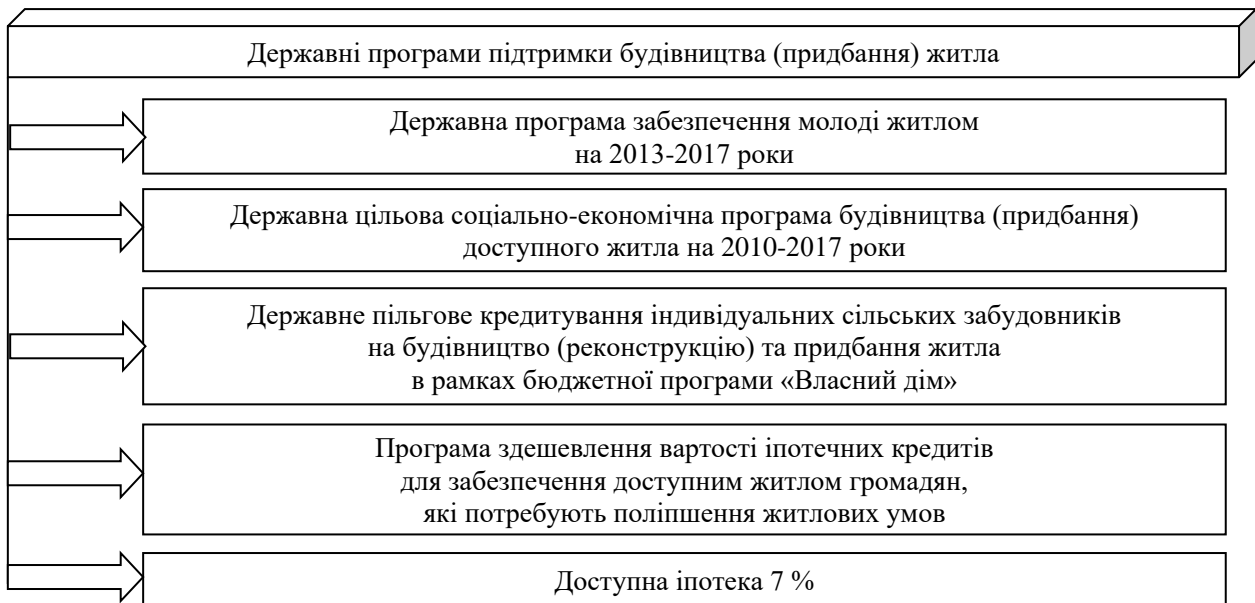 Державні програми підтримки будівництва (придбання) житла
Державна програма забезпечення молоді житлом
на 2013-2017 роки
Державна цільова соціально-економічна програма будівництва (придбання)
доступного житла на 2010-2017 роки
Державне пільгове кредитування індивідуальних сільських забудовників
на будівництво (реконструкцію) та придбання житла
в рамках бюджетної програми «Власний дім»
Програма здешевлення вартості іпотечних кредитів
для забезпечення доступним житлом громадян,
які потребують поліпшення житлових умов
Доступна іпотека 7 %